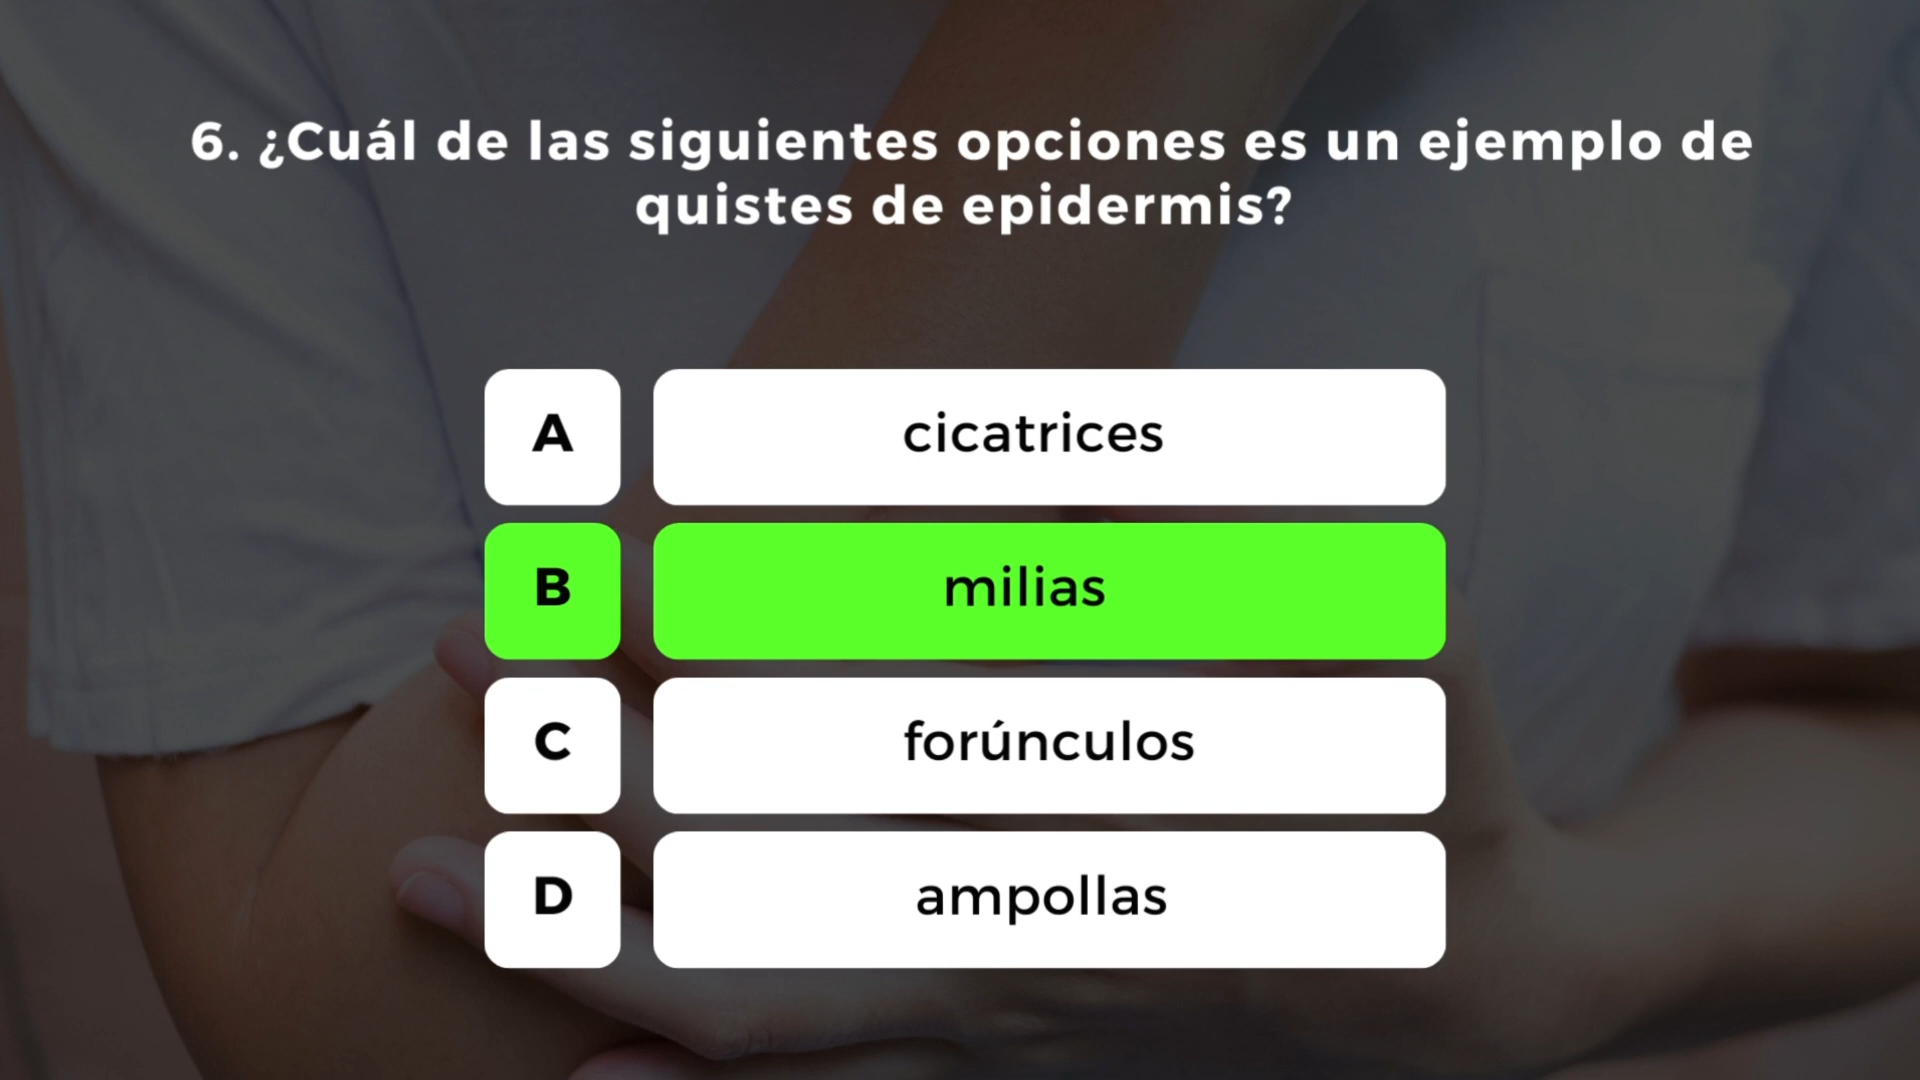 6. ¿Cuál de las siguientes opciones es un ejemplo de
quistes de epidermis?
A cicatrices
B milias
C forúnculos
D ampollas